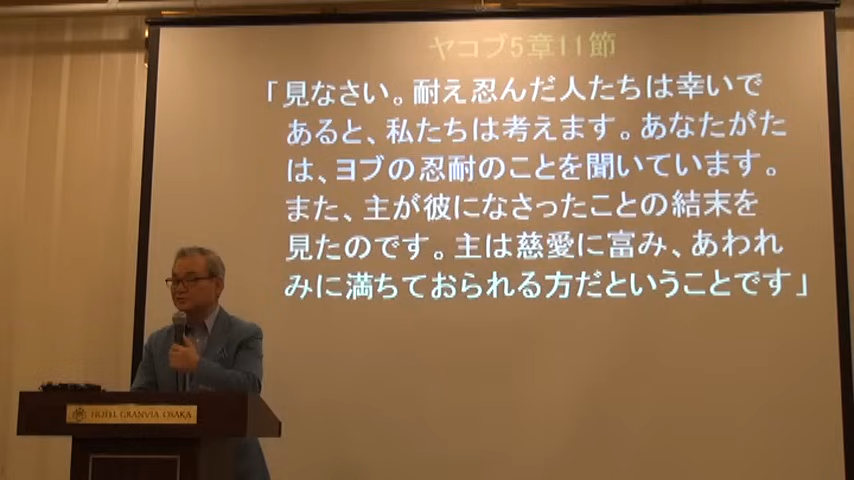 ヤコブ5章11節
「見なさい。耐え忍んだ人たちは幸いで
あると、私たちは考えます。あなたがた
は、ヨブの忍耐のことを聞いています。
また、主が彼になさったことの結末を
見たのです。主は慈愛に富み、あわれ
みに満ちておられる方だということです」
HOTEL GRANVIA OSAKA